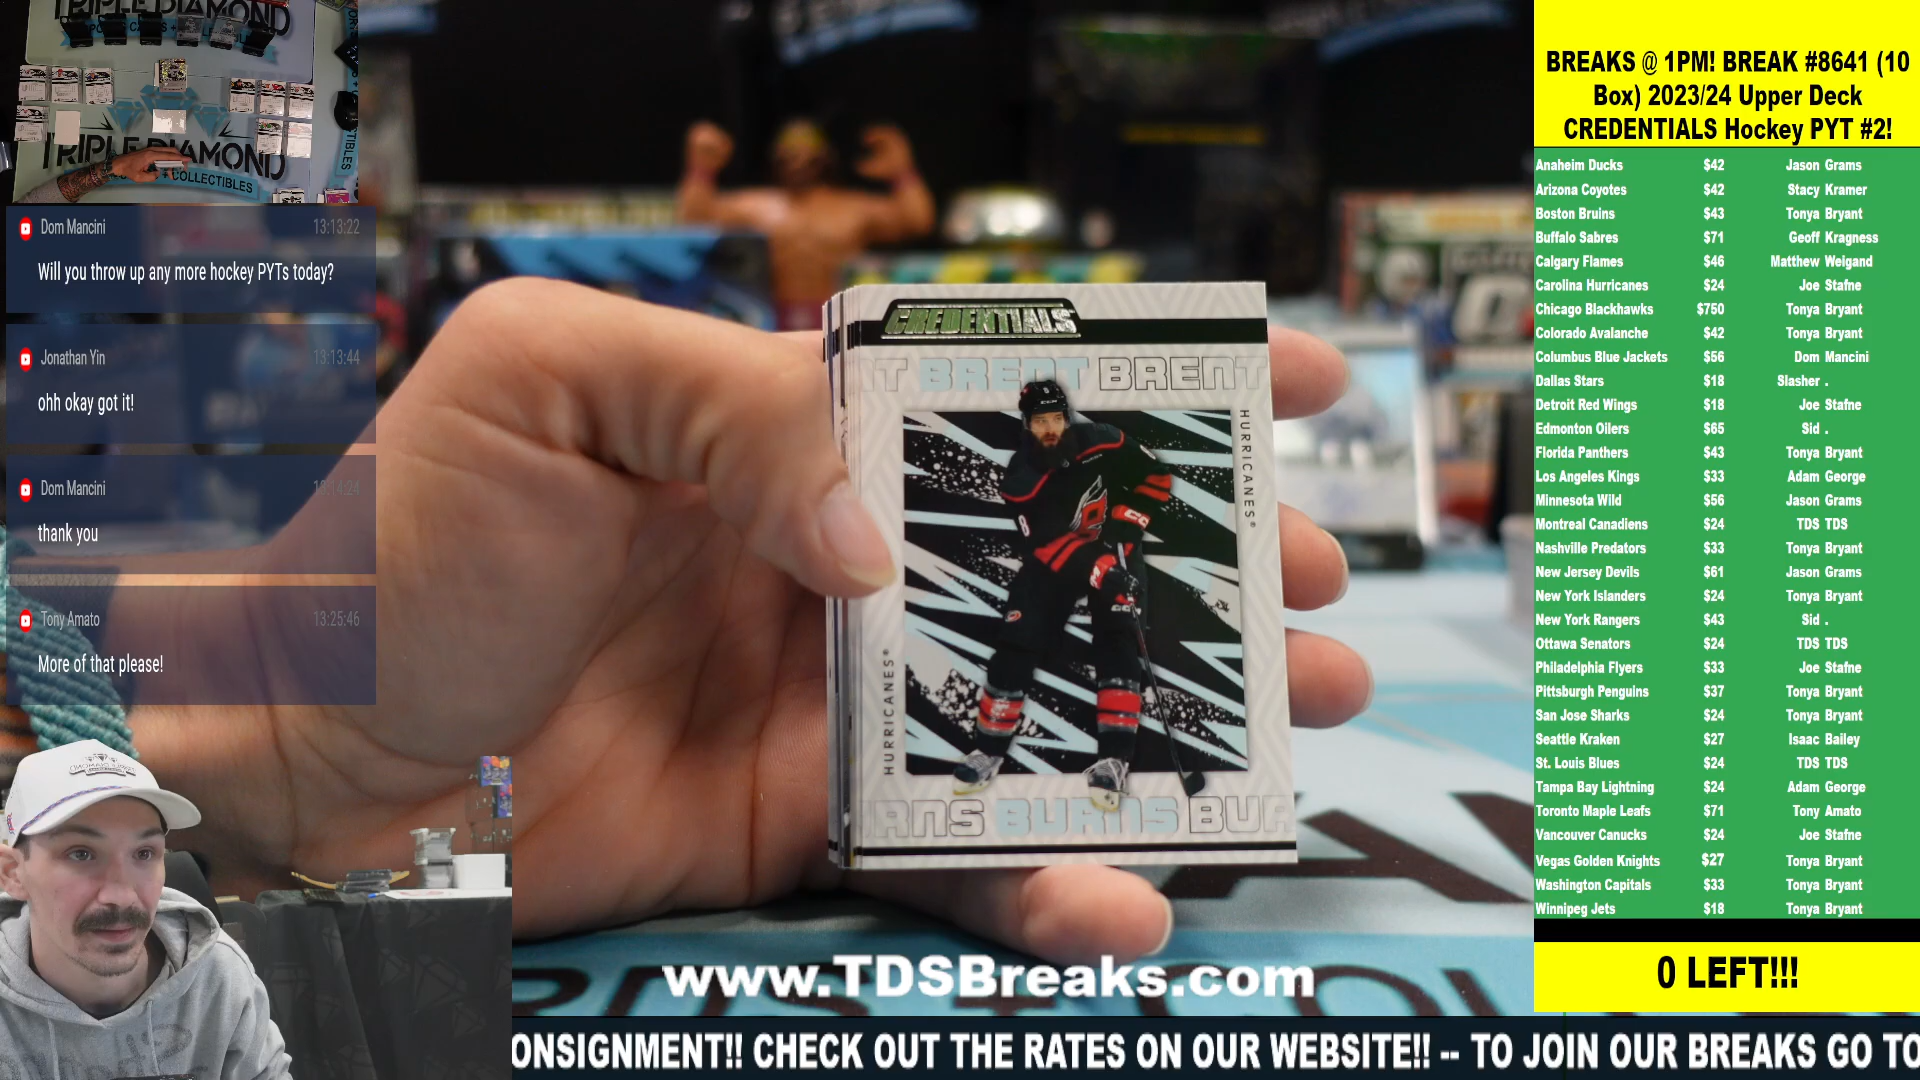 TRIPLE DIAMOND
TRIPLE DIAMOND
COLLECTIBLES
Dom Mancini 13:13:22
Will you throw up any more hockey PYTs today?
Jonathan Yin 13:13:44
ohh okay got it!
Dom Mancini 13:14:24
thank you
Tony Amato 13:25:46
More of that please!
CREDENTIALS
BRENT BRENT
HURRICANES
HURRICANES
BURNS
www.TDSBreaks.com
BREAKS @ 1PM! BREAK #8641 (10
Box) 2023/24 Upper Deck
CREDENTIALS Hockey PYT #2!
Anaheim Ducks $42 Jason Grams
Arizona Coyotes $42 Stacy Kramer
Boston Bruins $43 Tonya Bryant
Buffalo Sabres $71 Geoff Kragness
Calgary Flames $46 Matthew Weigand
Carolina Hurricanes $24 Joe Stafne
Chicago Blackhawks $750 Tonya Bryant
Colorado Avalanche $42 Tonya Bryant
Columbus Blue Jackets $56 Dom Mancini
Dallas Stars $18 Slasher .
Detroit Red Wings $18 Joe Stafne
Edmonton Oilers $65 Sid .
Florida Panthers $43 Tonya Bryant
Los Angeles Kings $33 Adam George
Minnesota Wild $56 Jason Grams
Montreal Canadiens $24 TDS TDS
Nashville Predators $33 Tonya Bryant
New Jersey Devils $61 Jason Grams
New York Islanders $24 Tonya Bryant
New York Rangers $43 Sid .
Ottawa Senators $24 TDS TDS
Philadelphia Flyers $33 Joe Stafne
Pittsburgh Penguins $37 Tonya Bryant
San Jose Sharks $24 Tonya Bryant
Seattle Kraken $27 Isaac Bailey
St. Louis Blues $24 TDS TDS
Tampa Bay Lightning $24 Adam George
Toronto Maple Leafs $71 Tony Amato
Vancouver Canucks $24 Joe Stafne
Vegas Golden Knights $27 Tonya Bryant
Washington Capitals $33 Tonya Bryant
Winnipeg Jets $18 Tonya Bryant
0 LEFT!!!
ONSIGNMENT!! CHECK OUT THE RATES ON OUR WEBSITE!! -- TO JOIN OUR BREAKS GO TO